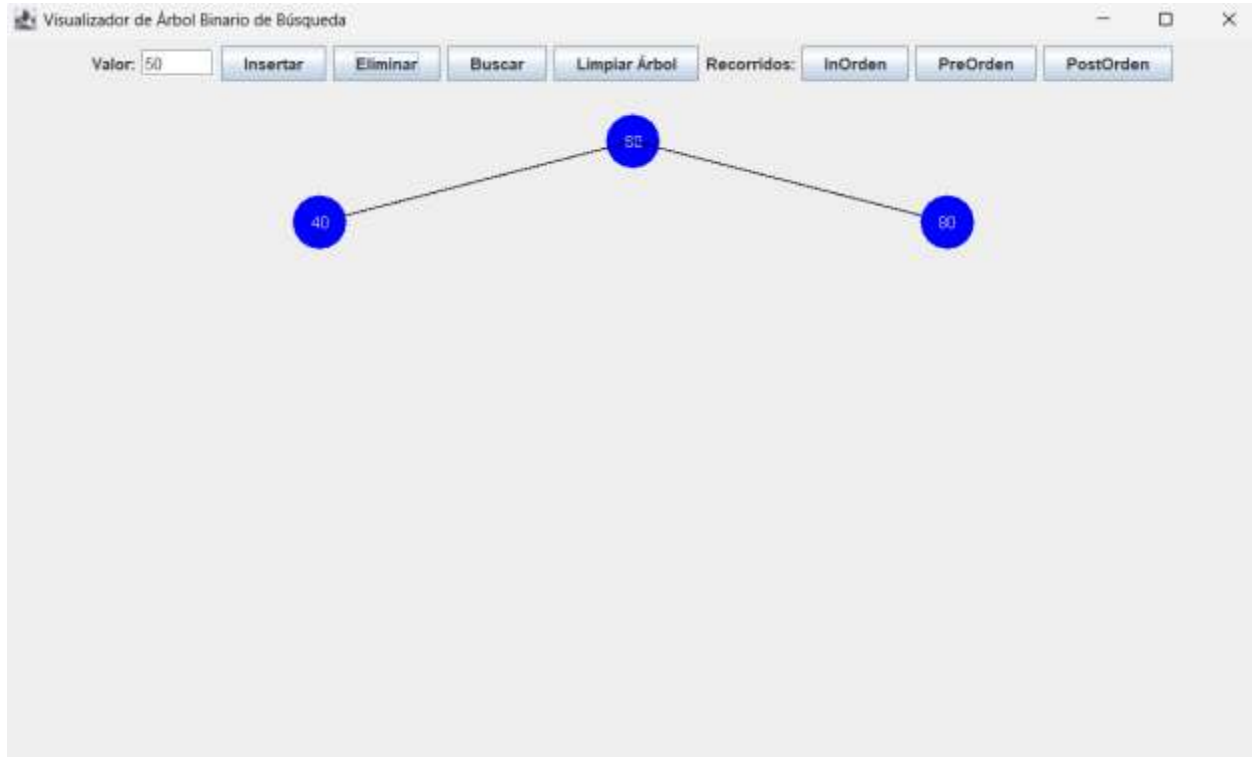 Visualizador de Árbol Binario de Búsqueda
Valor: 50 Insertar Eliminar Buscar Limpiar Árbol Recorridos: InOrden PreOrden PostOrden
40 80